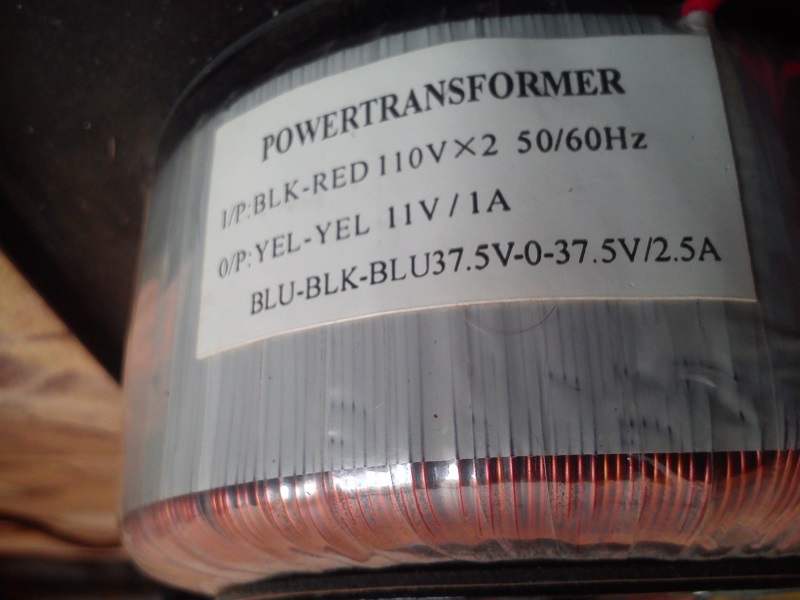 POWERTRANSFORMER
I/P:BLK-RED 110V×2 50/60Hz
O/P:YEL-YEL 11V/1A
BLU-BLK-BLU37.5V-0-37.5V/2.5A